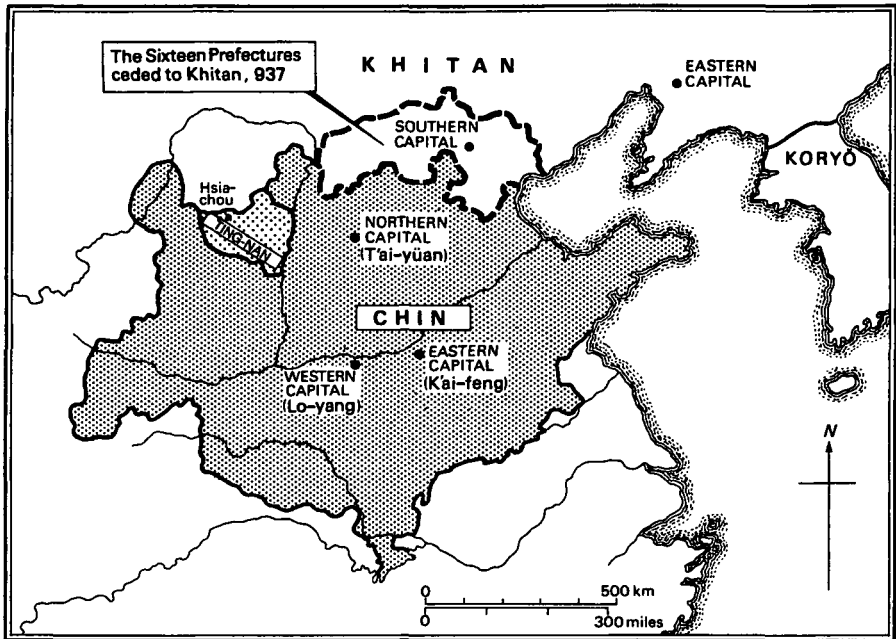 The Sixteen Prefectures
ceded to Khitan, 937
KHITAN
EASTERN
CAPITAL
SOUTHERN
CAPITAL
KORYŎ
Hsia-
chou
TING-NAN
NORTHERN
CAPITAL
(T'ai-yüan)
CHIN
EASTERN
CAPITAL
(K'ai-feng)
WESTERN
CAPITAL
(Lo-yang)
N
0 500 km
0 300 miles